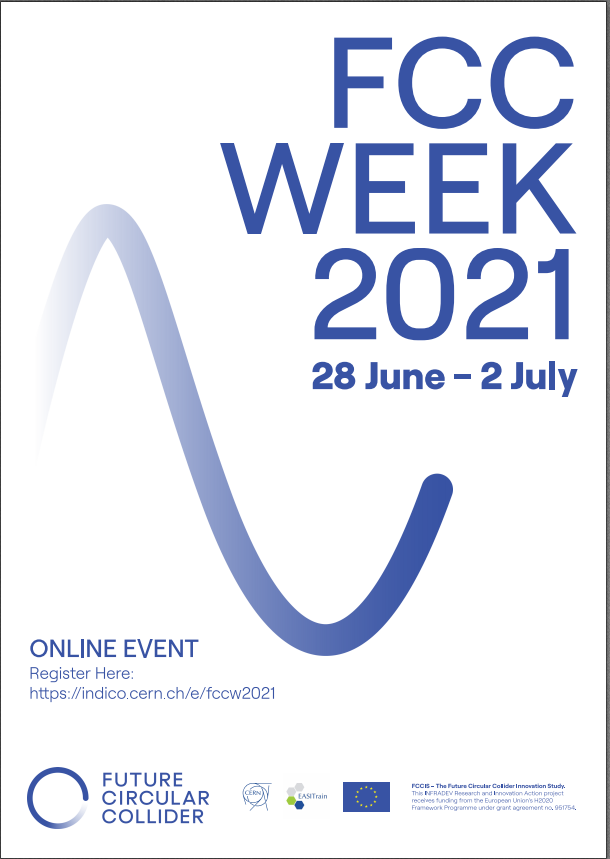 FCC
WEEK
2021
28 June – 2 July
ONLINE EVENT
Register Here:
https://indico.cern.ch/e/fccw2021
FUTURE
CIRCULAR
COLLIDER
CERN
EASITrain
FCCIS – The Future Circular Collider Innovation Study.
This INFRADEV Research and Innovation Action project
receives funding from the European Union's H2020
Framework Programme under grant agreement no. 951754.